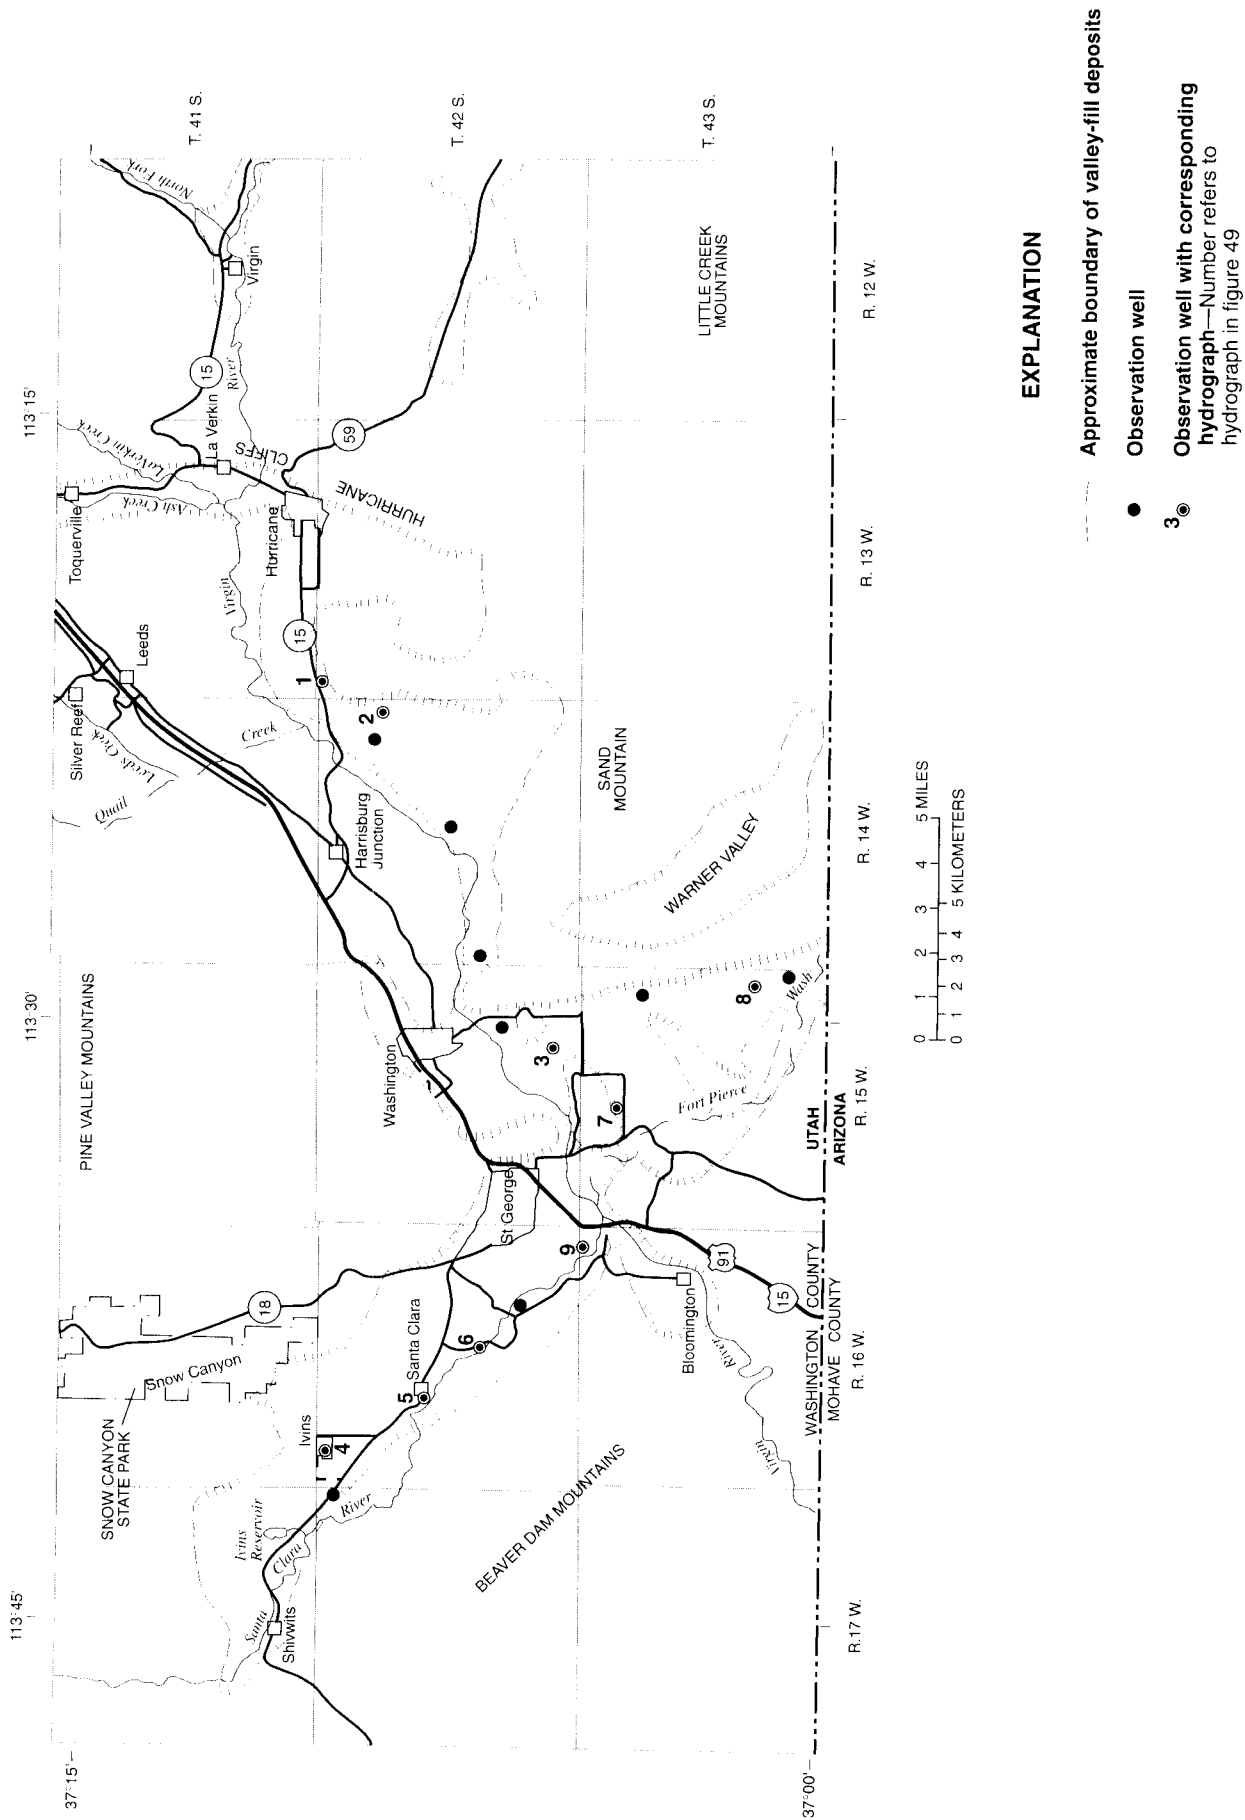 37°15'
113°45'
113°30'
113°15'
T. 41 S.
T. 42 S.
T. 43 S.
37°00'
SNOW CANYON
STATE PARK
Snow Canyon
18
PINE VALLEY MOUNTAINS
Quail
Creek
Silver Reef
Leeds Creek
Leeds
Toquerville
Ash Creek
LaVerkin Creek
La Verkin
15
North Fork
Virgin
Virgin
River
Hurricane
HURRICANE
CLIFFS
59
15
1
2
Harrisburg
Junction
Washington
Santa
Clara
River
Shivwits
Ivins
Reservoir
Ivins
4
5
Santa Clara
6
St George
9
3
7
8
Fort Pierce
Wash
SAND
MOUNTAIN
WARNER VALLEY
LITTLE CREEK
MOUNTAINS
BEAVER DAM MOUNTAINS
Bloomington
Virgin
River
91
15
WASHINGTON COUNTY
MOHAVE COUNTY
UTAH
ARIZONA
R.17 W.
R. 16 W.
R. 15 W.
R. 14 W.
R. 13 W.
R. 12 W.
0 1 2 3 4 5 MILES
0 1 2 3 4 5 KILOMETERS
EXPLANATION
Approximate boundary of valley-fill deposits
Observation well
3
Observation well with corresponding
hydrograph—Number refers to
hydrograph in figure 49